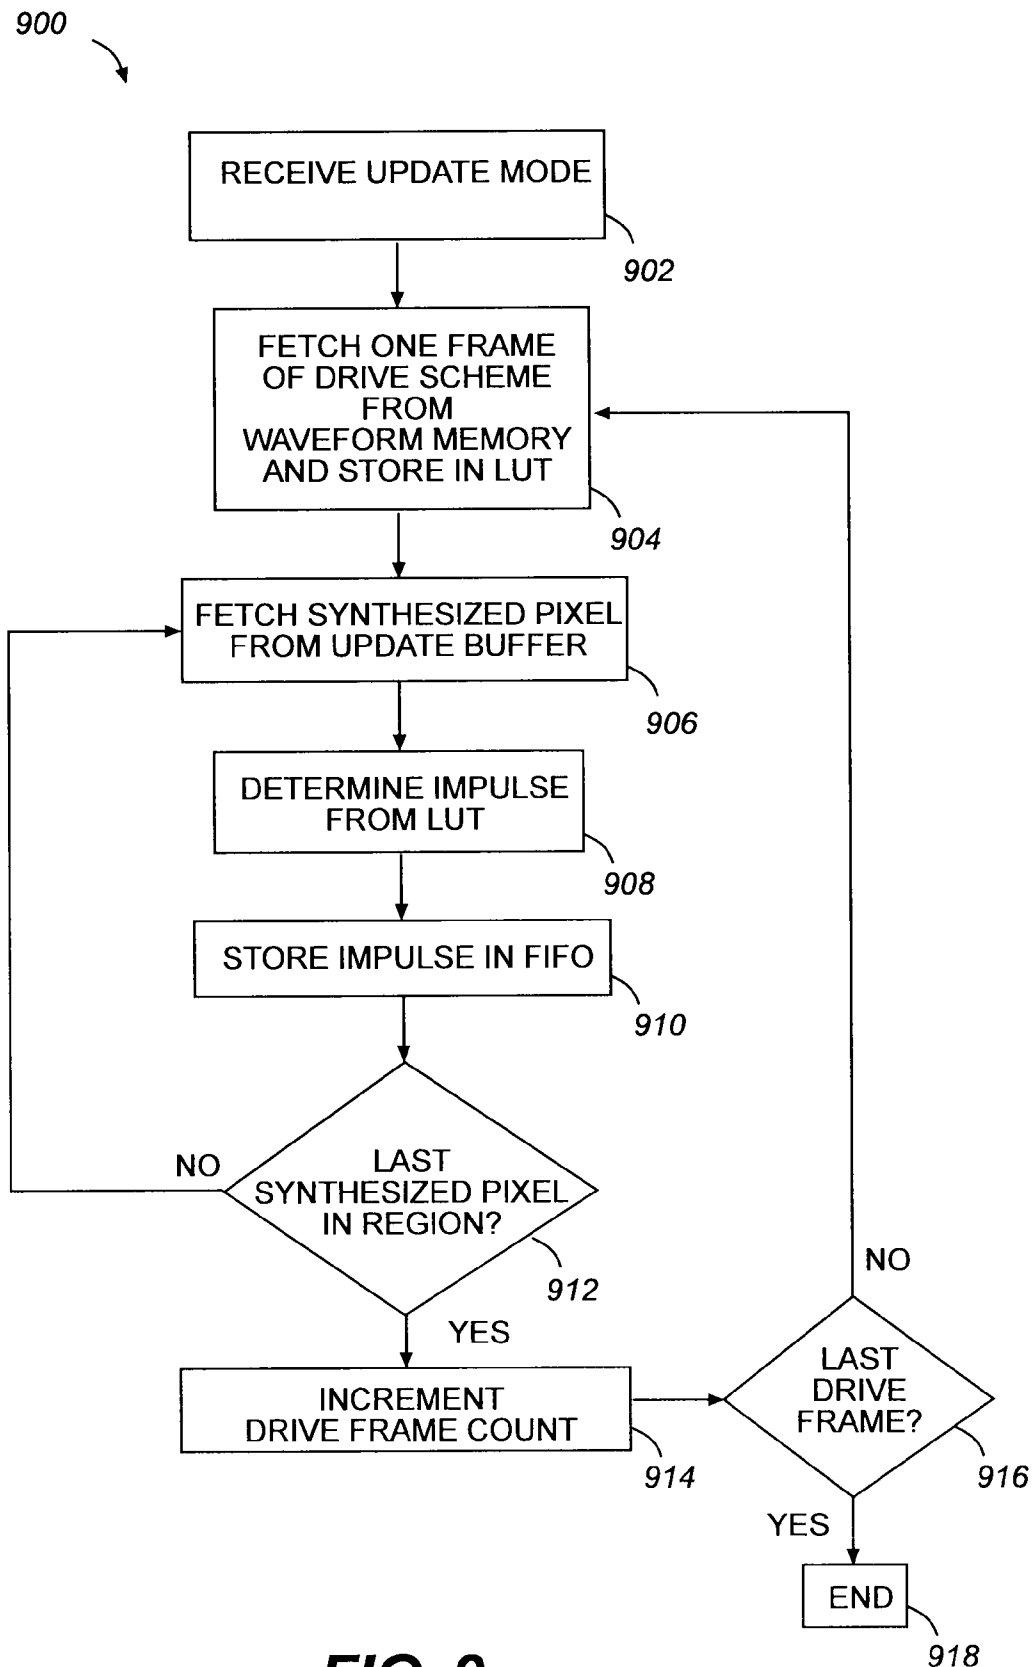 900
RECEIVE UPDATE MODE
902
FETCH ONE FRAME
OF DRIVE SCHEME
FROM
WAVEFORM MEMORY
AND STORE IN LUT
904
FETCH SYNTHESIZED PIXEL
FROM UPDATE BUFFER
906
DETERMINE IMPULSE
FROM LUT
908
STORE IMPULSE IN FIFO
910
LAST
SYNTHESIZED PIXEL
IN REGION?
912
NO
YES
INCREMENT
DRIVE FRAME COUNT
914
LAST
DRIVE
FRAME?
916
NO
YES
END
918
FIG.